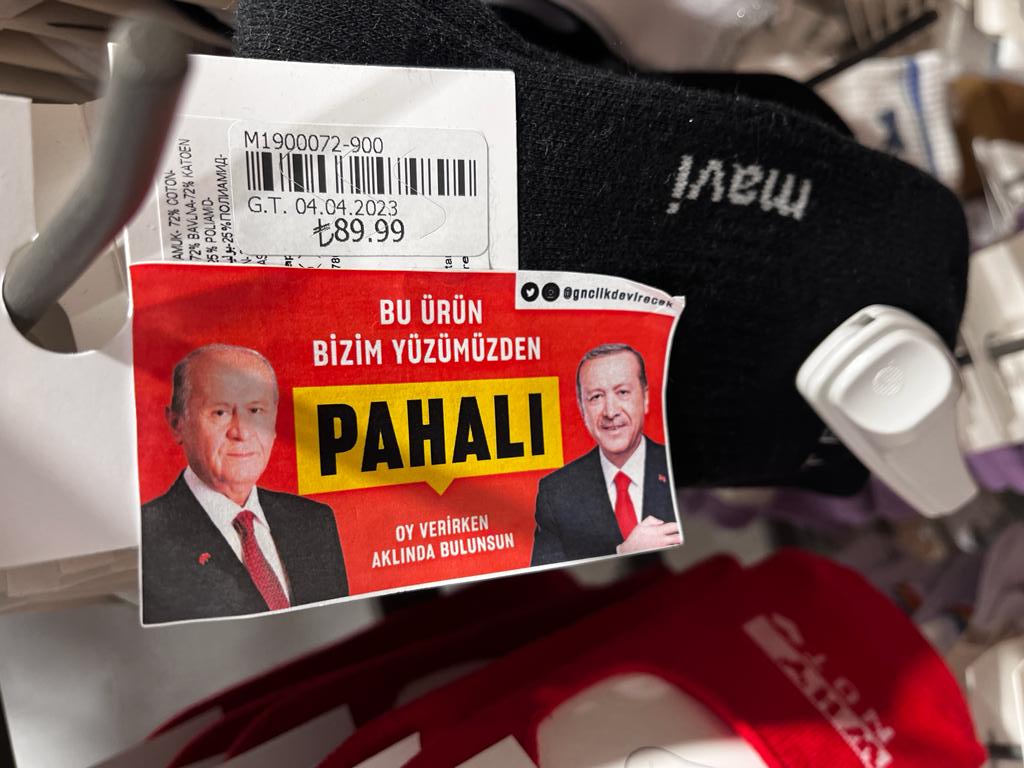 M1900072-900
G.T. 04.04.2023
₺89.99
mavi
@gnclikdevirecek
BU ÜRÜN
BİZİM YÜZÜMÜZDEN
PAHALI
OY VERİRKEN
AKLINDA BULUNSUN